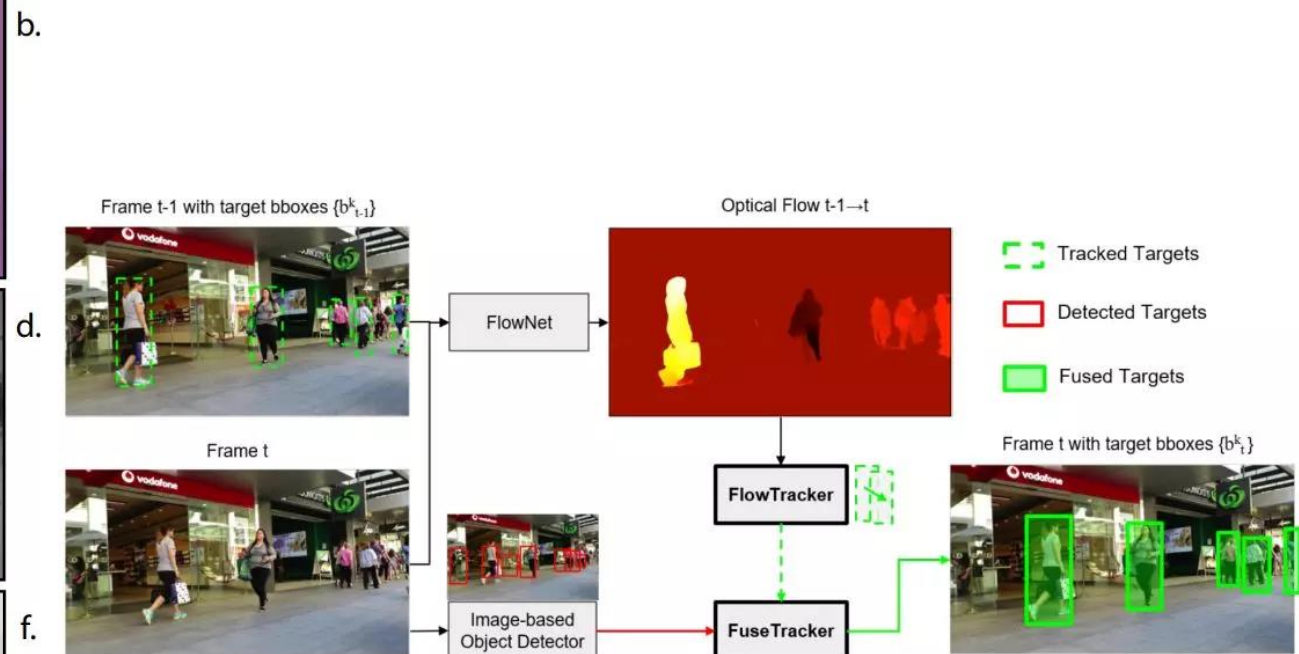 b.
Frame t-1 with target bboxes {bᵏₜ₋₁}
Optical Flow t-1→t
vodafone
Tracked Targets
d.
FlowNet
Detected Targets
Fused Targets
Frame t
Frame t with target bboxes {bᵏₜ}
vodafone
vodafone
FlowTracker
f.
Image-based
Object Detector
FuseTracker